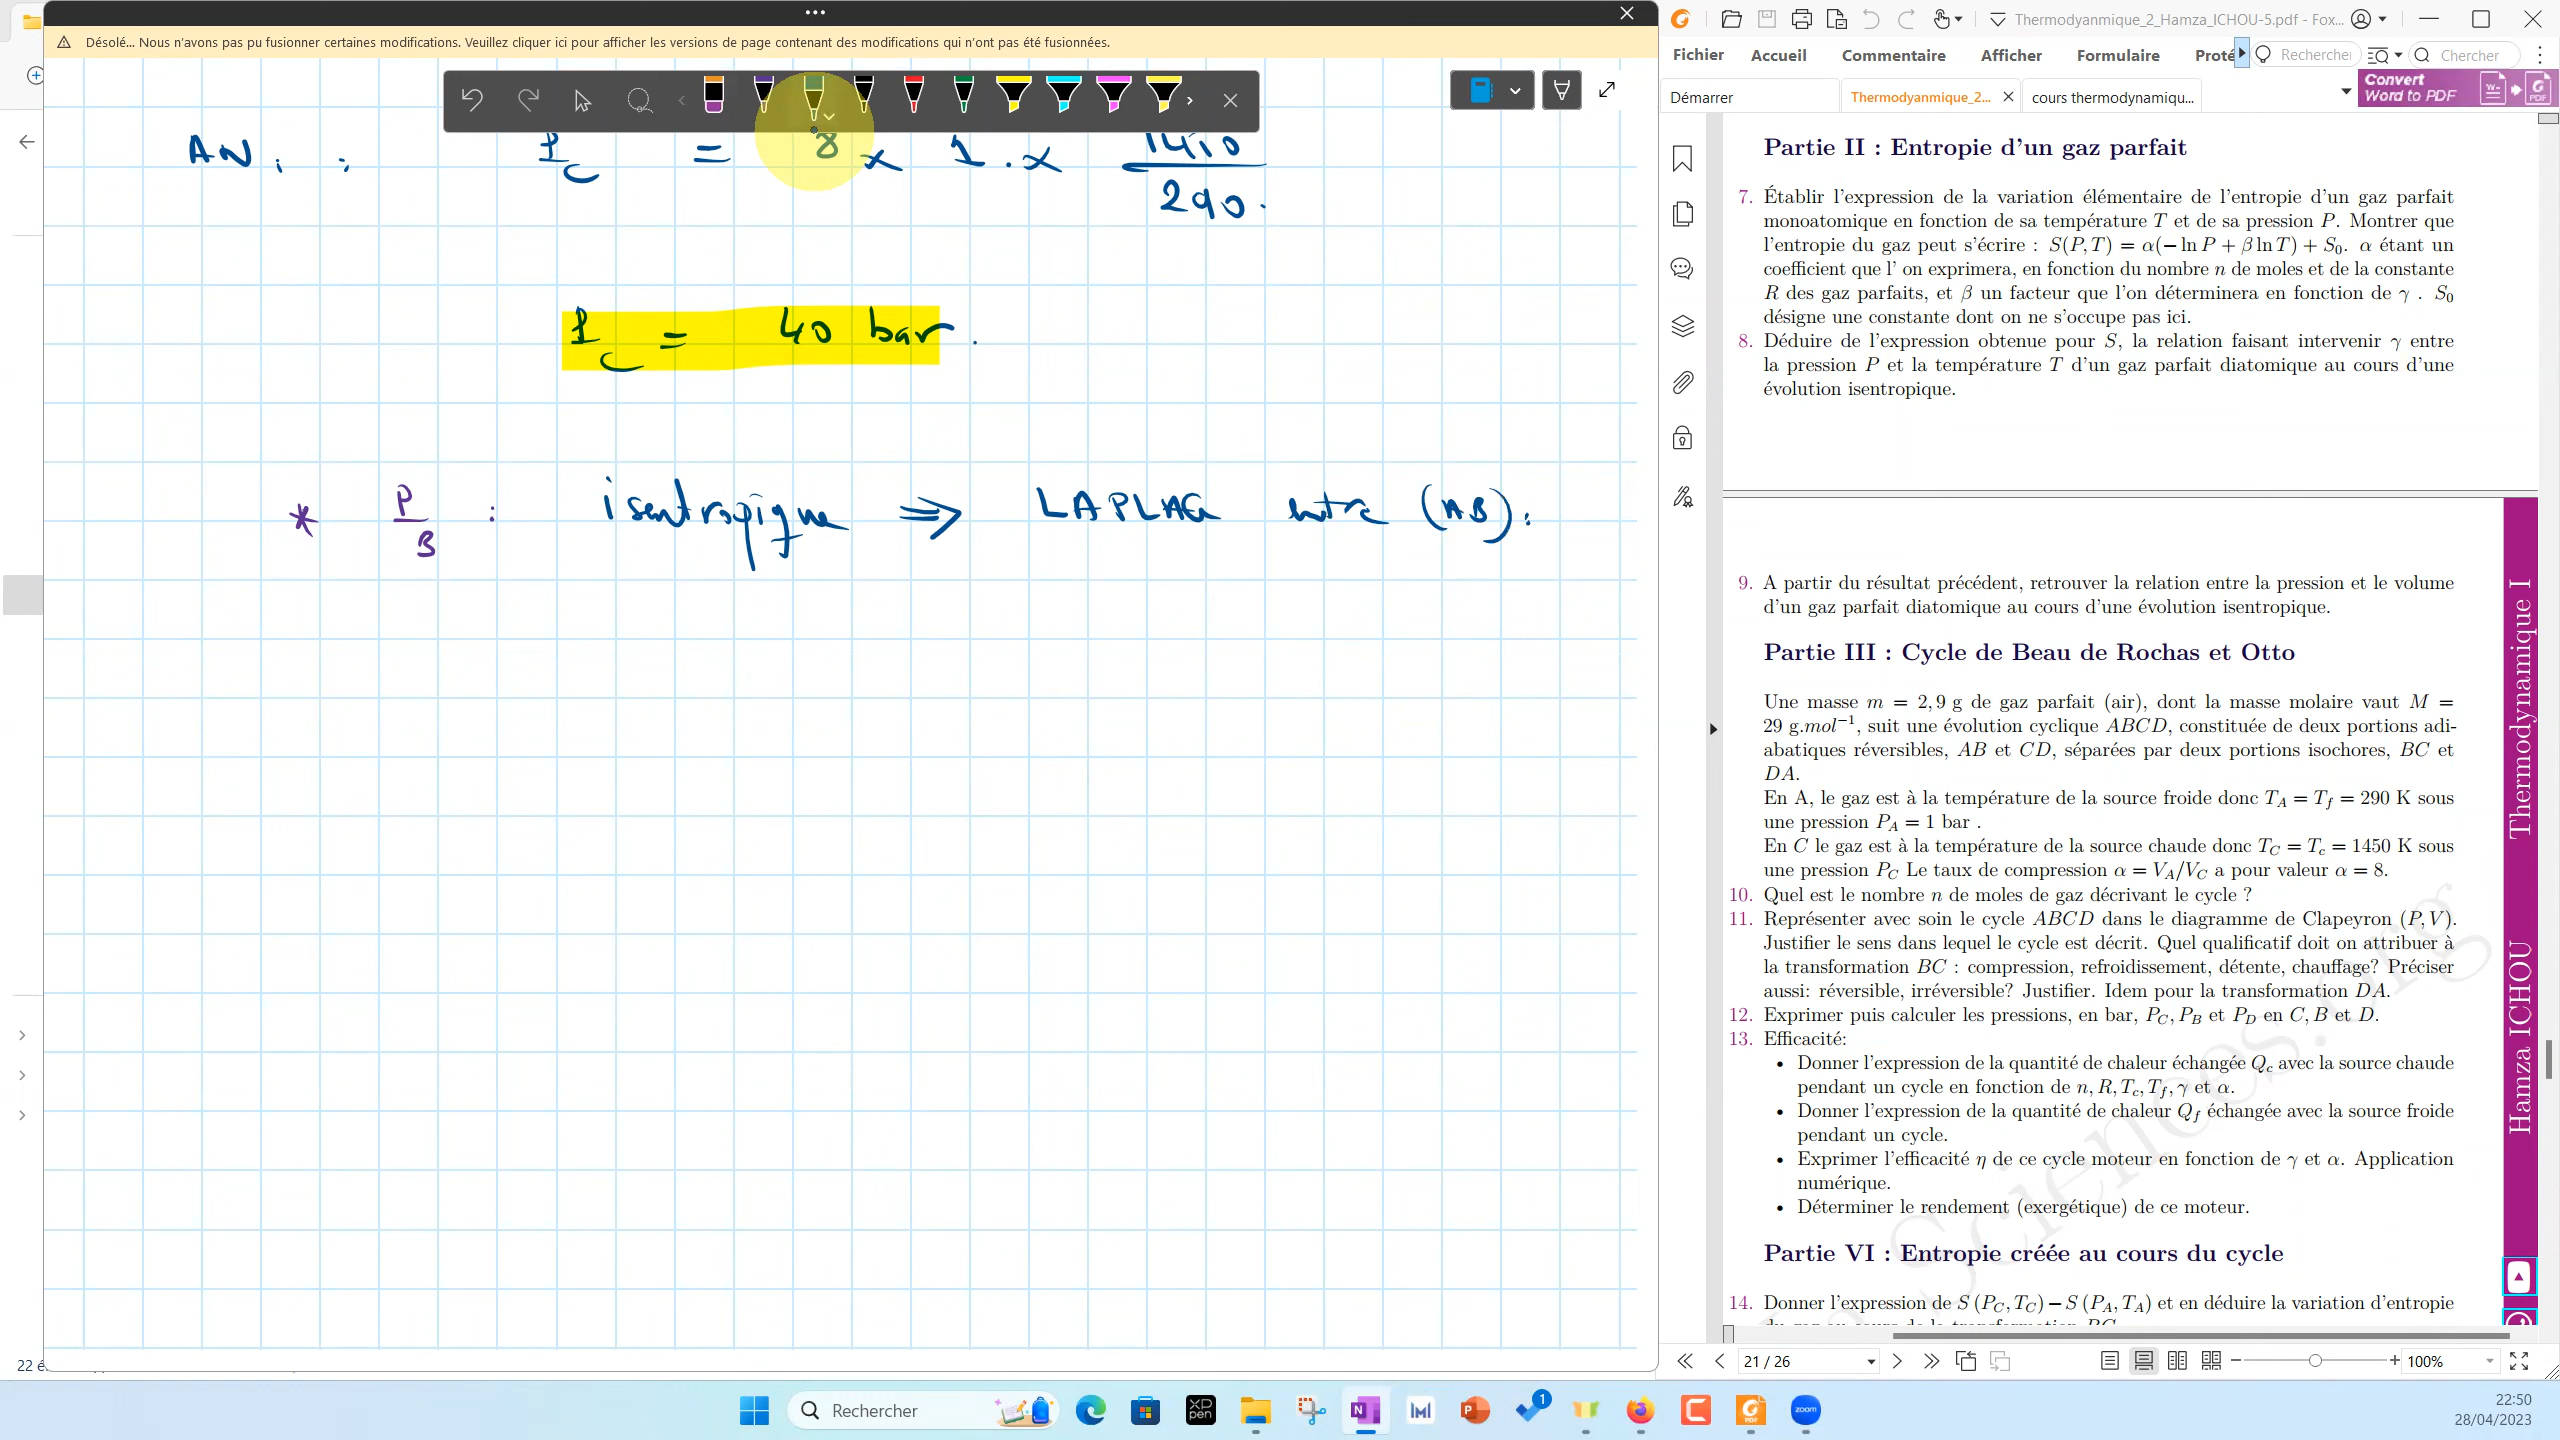 Désolé... Nous n'avons pas pu fusionner certaines modifications. Veuillez cliquer ici pour afficher les versions de page contenant des modifications qui n'ont pas été fusionnées.
AN. : P_C = 8 x 1 . x 1450 / 290.
P_C = 40 bar .
* P_B : isentropique ⇒ LAPLACE entre (AB):
22 é
Thermodyanmique_2_Hamza_ICHOU-5.pdf - Fox...
Fichier Accueil Commentaire Afficher Formulaire Proté Recherche Chercher
Démarrer Thermodyanmique_2... cours thermodynamiqu...
Convert
Word to PDF
Partie II : Entropie d'un gaz parfait
7. Établir l'expression de la variation élémentaire de l'entropie d'un gaz parfait
monoatomique en fonction de sa température T et de sa pression P. Montrer que
l'entropie du gaz peut s'écrire : S(P,T) = α(− ln P + β ln T) + S₀. α étant un
coefficient que l' on exprimera, en fonction du nombre n de moles et de la constante
R des gaz parfaits, et β un facteur que l'on déterminera en fonction de γ . S₀
désigne une constante dont on ne s'occupe pas ici.
8. Déduire de l'expression obtenue pour S, la relation faisant intervenir γ entre
la pression P et la température T d'un gaz parfait diatomique au cours d'une
évolution isentropique.
9. A partir du résultat précédent, retrouver la relation entre la pression et le volume
d'un gaz parfait diatomique au cours d'une évolution isentropique.
Partie III : Cycle de Beau de Rochas et Otto
Une masse m = 2,9 g de gaz parfait (air), dont la masse molaire vaut M =
29 g.mol⁻¹, suit une évolution cyclique ABCD, constituée de deux portions adi-
abatiques réversibles, AB et CD, séparées par deux portions isochores, BC et
DA.
En A, le gaz est à la température de la source froide donc T_A = T_f = 290 K sous
une pression P_A = 1 bar .
En C le gaz est à la température de la source chaude donc T_C = T_c = 1450 K sous
une pression P_C Le taux de compression α = V_A/V_C a pour valeur α = 8.
10. Quel est le nombre n de moles de gaz décrivant le cycle ?
11. Représenter avec soin le cycle ABCD dans le diagramme de Clapeyron (P,V).
Justifier le sens dans lequel le cycle est décrit. Quel qualificatif doit on attribuer à
la transformation BC : compression, refroidissement, détente, chauffage? Préciser
aussi: réversible, irréversible? Justifier. Idem pour la transformation DA.
12. Exprimer puis calculer les pressions, en bar, P_C, P_B et P_D en C, B et D.
13. Efficacité:
• Donner l'expression de la quantité de chaleur échangée Q_c avec la source chaude
pendant un cycle en fonction de n, R, T_c, T_f, γ et α.
• Donner l'expression de la quantité de chaleur Q_f échangée avec la source froide
pendant un cycle.
• Exprimer l'efficacité η de ce cycle moteur en fonction de γ et α. Application
numérique.
• Déterminer le rendement (exergétique) de ce moteur.
Partie VI : Entropie créée au cours du cycle
14. Donner l'expression de S (P_C, T_C) − S (P_A, T_A) et en déduire la variation d'entropie
Thermodynamique I
Hamza ICHOU
Sciences.org
21 / 26
100%
Rechercher
XD
pen
1
zoom
22:50
28/04/2023